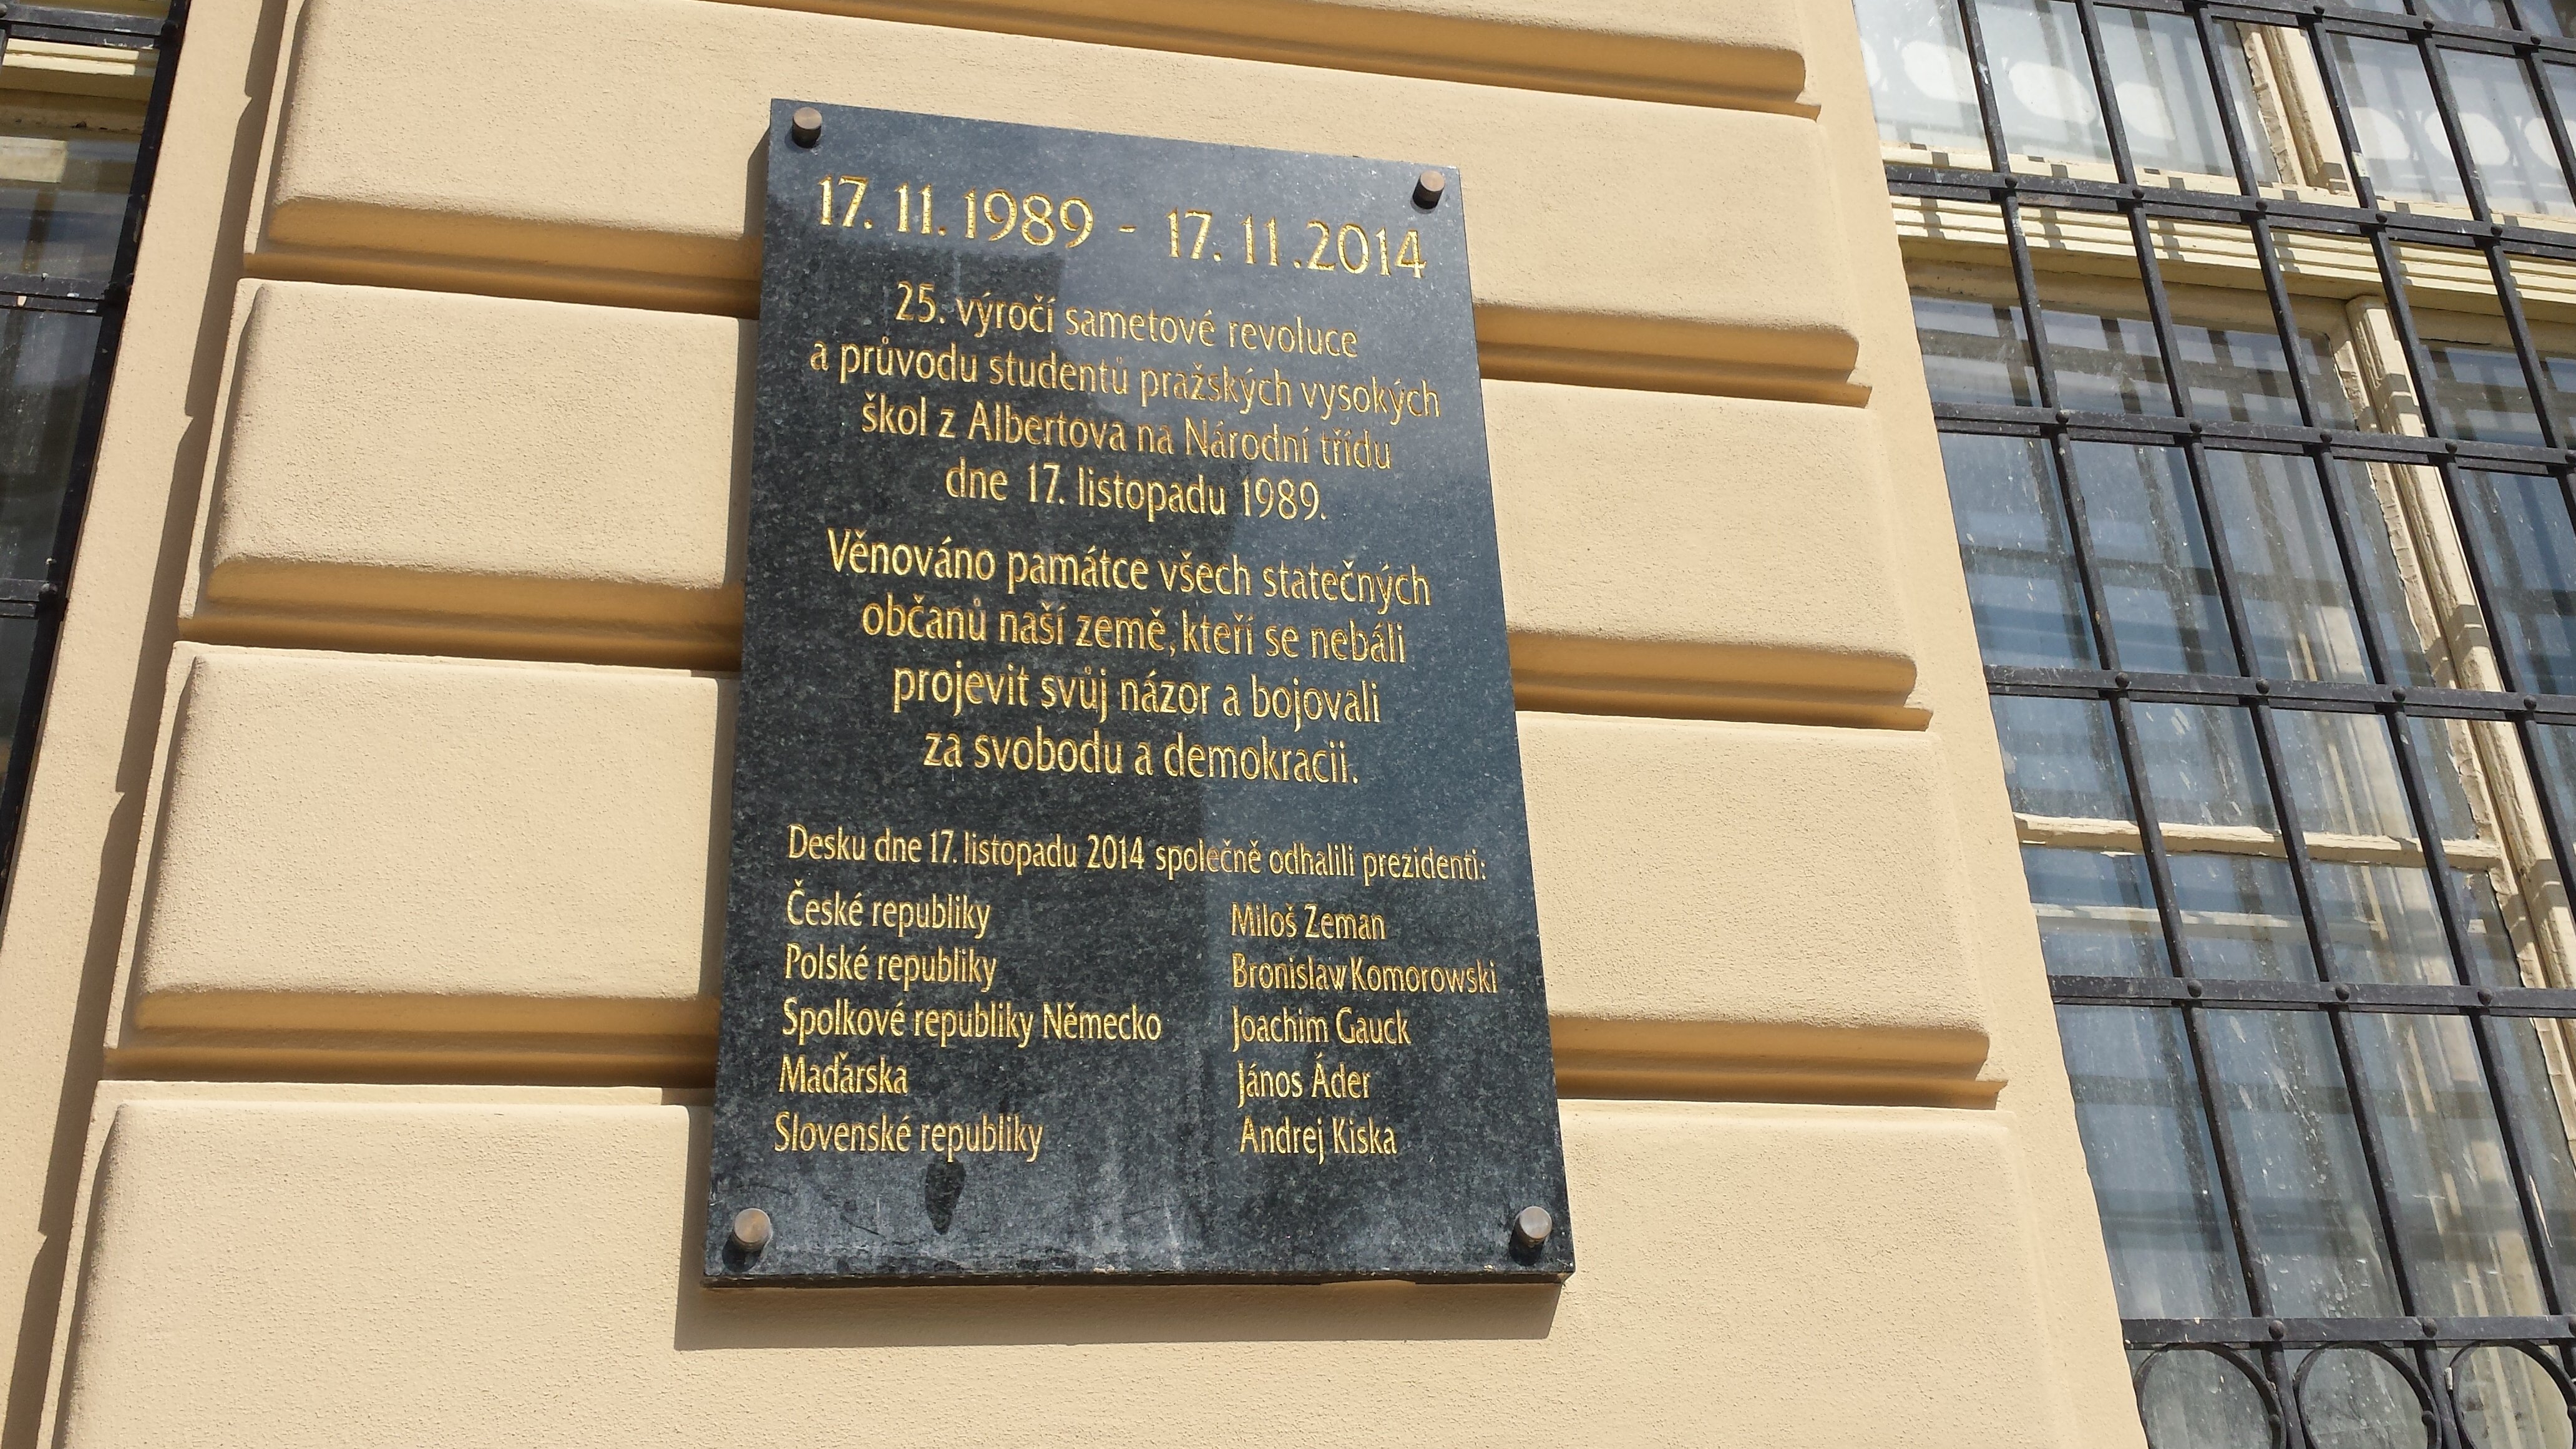 17. 11. 1989 - 17. 11. 2014
25. výročí sametové revoluce
a průvodu studentů pražských vysokých
škol z Albertova na Národní třídu
dne 17. listopadu 1989.
Věnováno památce všech statečných
občanů naší země, kteří se nebáli
projevit svůj názor a bojovali
za svobodu a demokracii.
Desku dne 17. listopadu 2014 společně odhalili prezidenti:
České republiky Miloš Zeman
Polské republiky Bronislaw Komorowski
Spolkové republiky Německo Joachim Gauck
Maďarska János Áder
Slovenské republiky Andrej Kiska